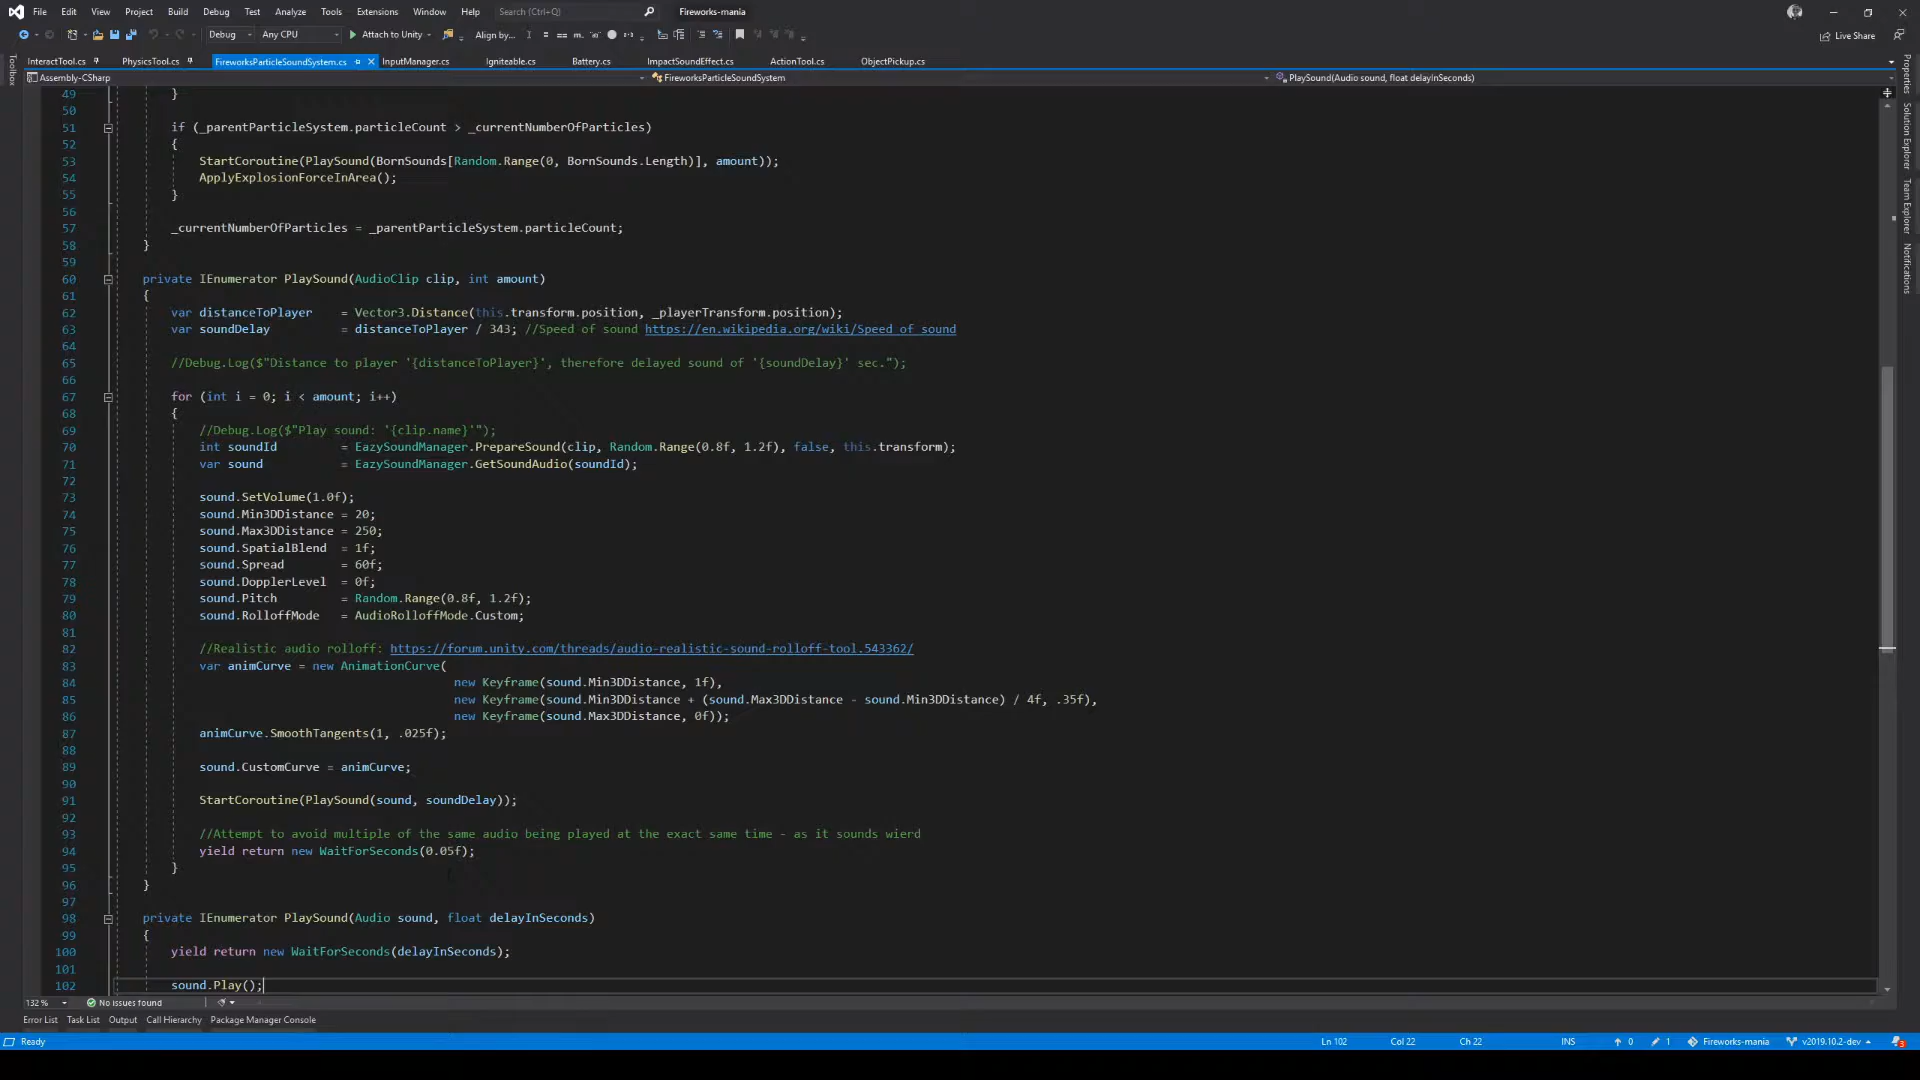 File Edit View Project Build Debug Test Analyze Tools Extensions Window Help Search (Ctrl+Q) Fireworks-mania
Debug Any CPU Attach to Unity Align by... Live Share
InteractTool.cs PhysicsTool.cs FireworksParticleSoundSystem.cs InputManager.cs Igniteable.cs Battery.cs ImpactSoundEffect.cs ActionTool.cs ObjectPickup.cs
Assembly-CSharp FireworksParticleSoundSystem PlaySound(Audio sound, float delayInSeconds)
Toolbox
Properties
Solution Explorer
Team Explorer
Notifications
49 }
50
51 if (_parentParticleSystem.particleCount > _currentNumberOfParticles)
52 {
53 StartCoroutine(PlaySound(BornSounds[Random.Range(0, BornSounds.Length)], amount));
54 ApplyExplosionForceInArea();
55 }
56
57 _currentNumberOfParticles = _parentParticleSystem.particleCount;
58 }
59
60 private IEnumerator PlaySound(AudioClip clip, int amount)
61 {
62 var distanceToPlayer = Vector3.Distance(this.transform.position, _playerTransform.position);
63 var soundDelay = distanceToPlayer / 343; //Speed of sound https://en.wikipedia.org/wiki/Speed_of_sound
64
65 //Debug.Log($"Distance to player '{distanceToPlayer}', therefore delayed sound of '{soundDelay}' sec.");
66
67 for (int i = 0; i < amount; i++)
68 {
69 //Debug.Log($"Play sound: '{clip.name}'");
70 int soundId = EazySoundManager.PrepareSound(clip, Random.Range(0.8f, 1.2f), false, this.transform);
71 var sound = EazySoundManager.GetSoundAudio(soundId);
72
73 sound.SetVolume(1.0f);
74 sound.Min3DDistance = 20;
75 sound.Max3DDistance = 250;
76 sound.SpatialBlend = 1f;
77 sound.Spread = 60f;
78 sound.DopplerLevel = 0f;
79 sound.Pitch = Random.Range(0.8f, 1.2f);
80 sound.RolloffMode = AudioRolloffMode.Custom;
81
82 //Realistic audio rolloff: https://forum.unity.com/threads/audio-realistic-sound-rolloff-tool.543362/
83 var animCurve = new AnimationCurve(
84 new Keyframe(sound.Min3DDistance, 1f),
85 new Keyframe(sound.Min3DDistance + (sound.Max3DDistance - sound.Min3DDistance) / 4f, .35f),
86 new Keyframe(sound.Max3DDistance, 0f));
87 animCurve.SmoothTangents(1, .025f);
88
89 sound.CustomCurve = animCurve;
90
91 StartCoroutine(PlaySound(sound, soundDelay));
92
93 //Attempt to avoid multiple of the same audio being played at the exact same time - as it sounds wierd
94 yield return new WaitForSeconds(0.05f);
95 }
96 }
97
98 private IEnumerator PlaySound(Audio sound, float delayInSeconds)
99 {
100 yield return new WaitForSeconds(delayInSeconds);
101
102 sound.Play();
132 % No issues found
Error List Task List Output Call Hierarchy Package Manager Console
Ready Ln 102 Col 22 Ch 22 INS 0 1 Fireworks-mania v2019.10.2-dev 3